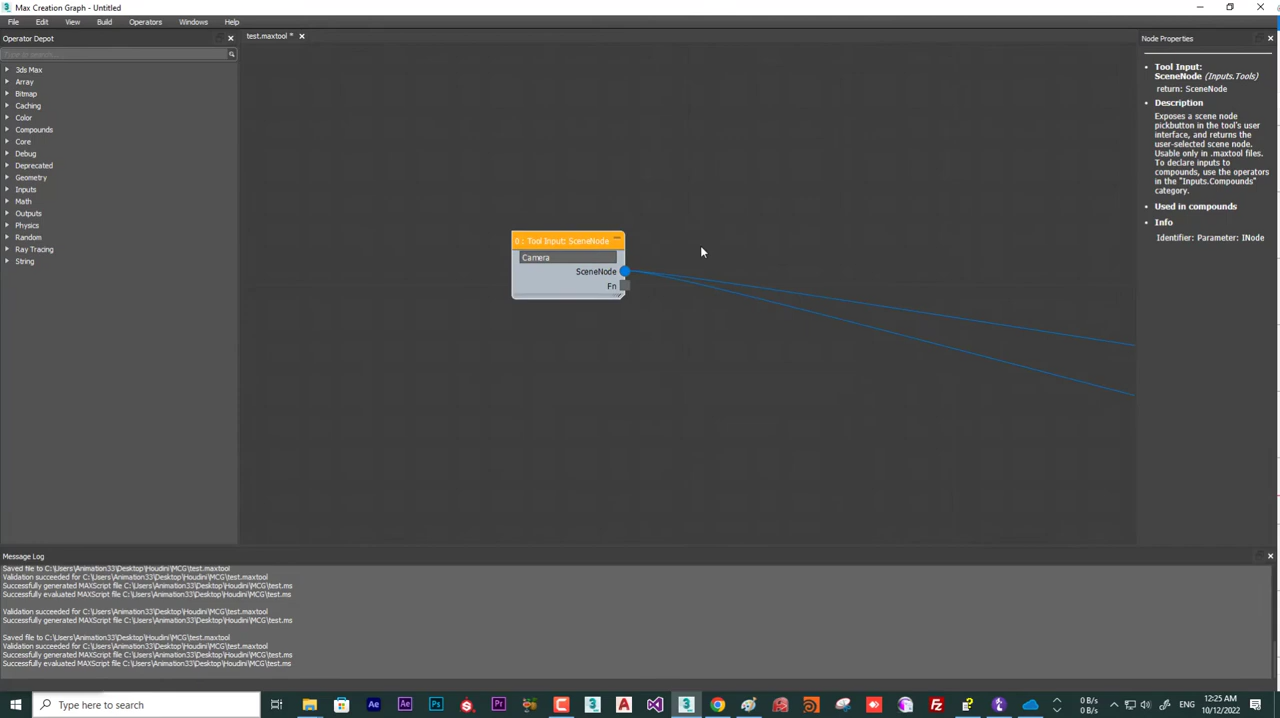 Max Creation Graph - Untitled
File Edit View Build Operators Windows Help
Operator Depot
test.maxtool *
Node Properties
Type to search...
3ds Max
Array
Bitmap
Caching
Color
Compounds
Core
Debug
Deprecated
Geometry
Inputs
Math
Outputs
Physics
Random
Ray Tracing
String
0.: Tool Input: SceneNode
Camera
SceneNode
Fn
Tool Input:
SceneNode (Inputs.Tools)
return: SceneNode
Description
Exposes a scene node
pickbutton in the tool's user
interface, and returns the
user-selected scene node.
Usable only in .maxtool files.
To declare inputs to
compounds, use the operators
in the "Inputs.Compounds"
category.
Used in compounds
Info
Identifier: Parameter: INode
Message Log
Saved file to C:\Users\Animation33\Desktop\Houdini\MCG\test.maxtool
Validation succeeded for C:\Users\Animation33\Desktop\Houdini\MCG\test.maxtool
Successfully generated MAXScript file C:\Users\Animation33\Desktop\Houdini\MCG\test.ms
Successfully evaluated MAXScript file C:\Users\Animation33\Desktop\Houdini\MCG\test.ms
Validation succeeded for C:\Users\Animation33\Desktop\Houdini\MCG\test.maxtool
Successfully generated MAXScript file C:\Users\Animation33\Desktop\Houdini\MCG\test.ms
Saved file to C:\Users\Animation33\Desktop\Houdini\MCG\test.maxtool
Validation succeeded for C:\Users\Animation33\Desktop\Houdini\MCG\test.maxtool
Successfully generated MAXScript file C:\Users\Animation33\Desktop\Houdini\MCG\test.ms
Successfully evaluated MAXScript file C:\Users\Animation33\Desktop\Houdini\MCG\test.ms
Type here to search
Ae Ae Ps Pr
0 B/s
0 B/s
12:25 AM
10/12/2022